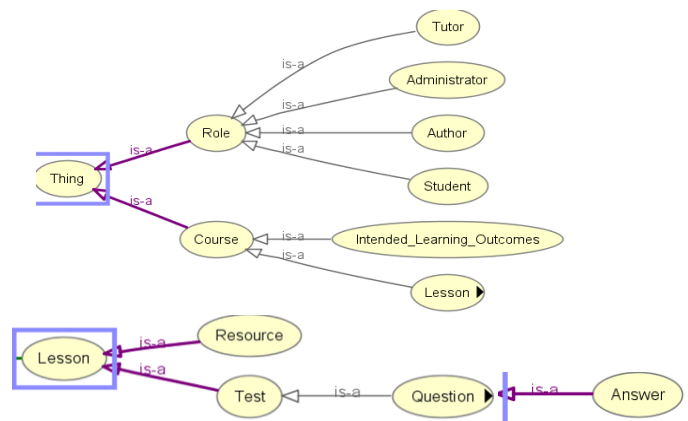 Tutor
is-a
Administrator
is-a
Role
is-a
Author
is-a
is-a
Thing
Student
is-a
Course
is-a
Intended_Learning_Outcomes
is-a
Lesson
Resource
is-a
Lesson
is-a
Test
is-a
Question
is-a
Answer